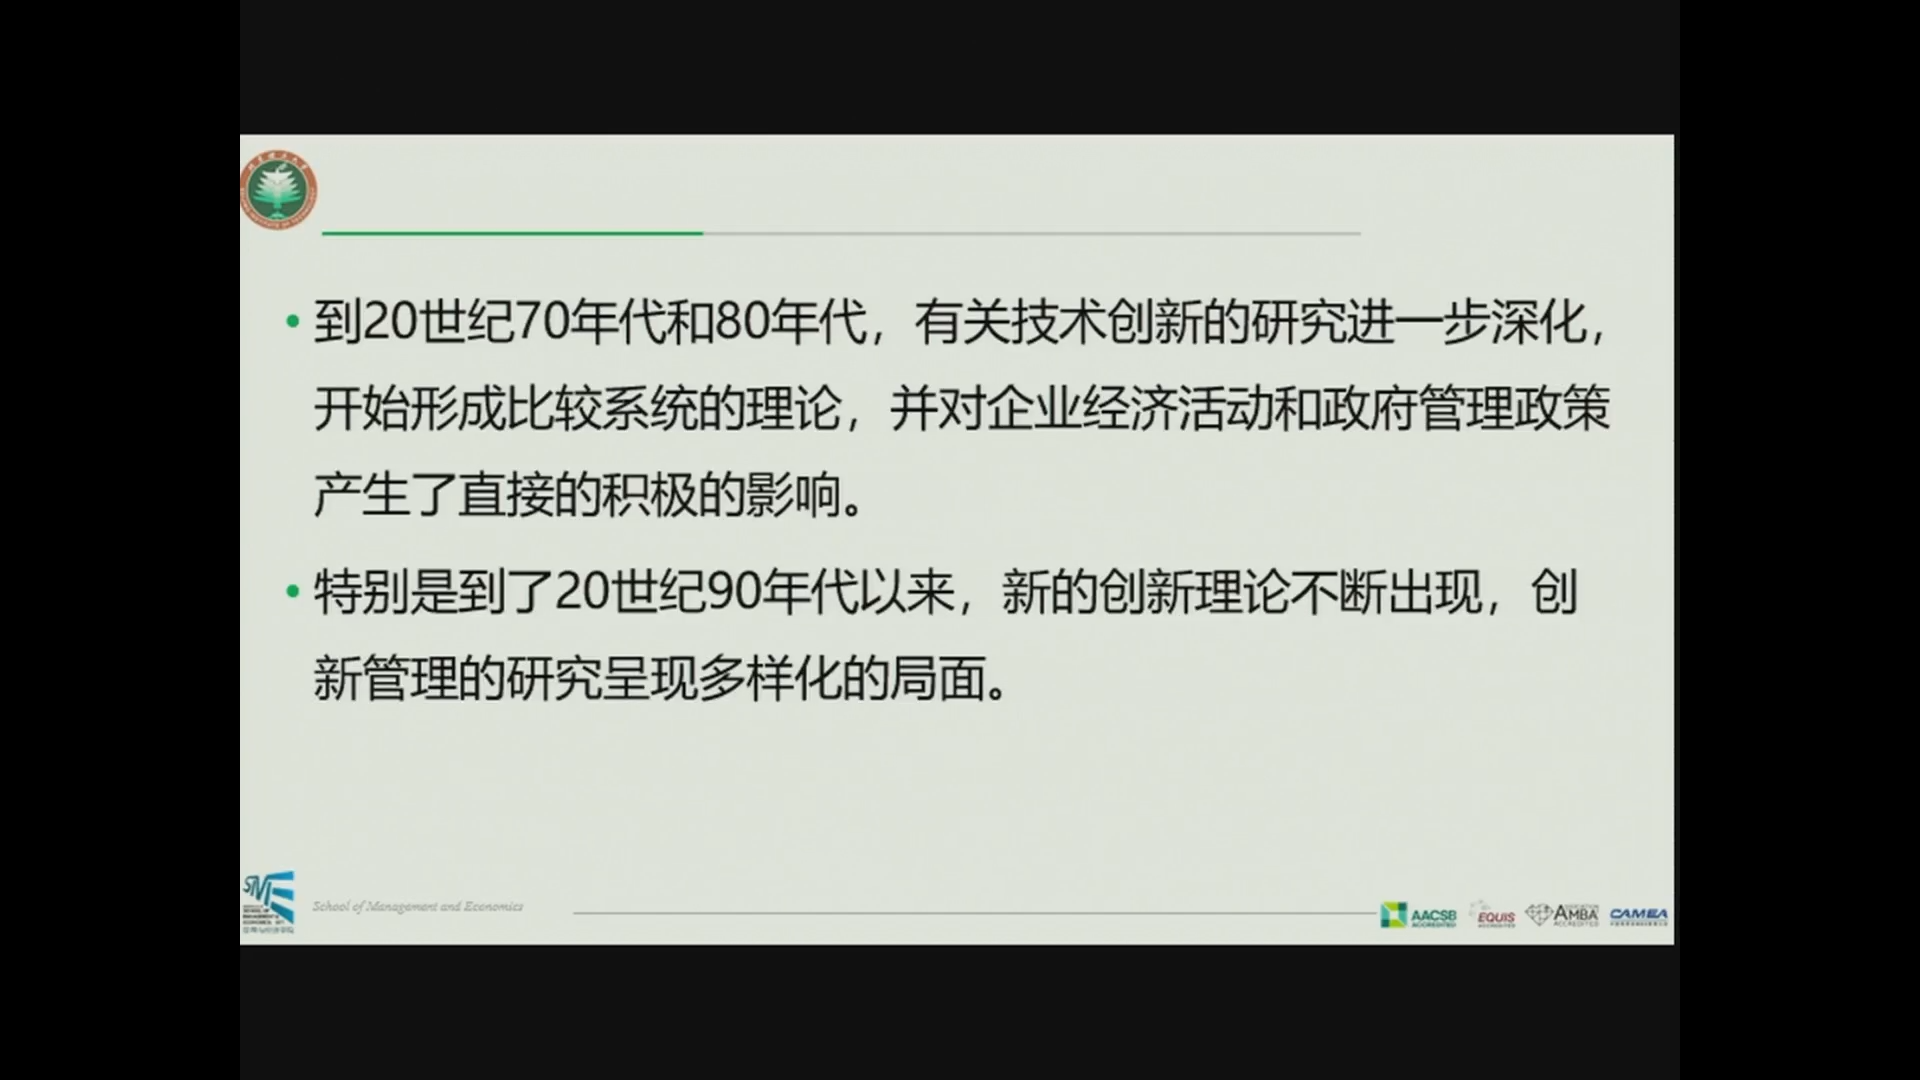 到20世纪70年代和80年代，有关技术创新的研究进一步深化，
开始形成比较系统的理论，并对企业经济活动和政府管理政策
产生了直接的积极的影响。
特别是到了20世纪90年代以来，新的创新理论不断出现，创
新管理的研究呈现多样化的局面。
School of Management and Economics
AACSB
ACCREDITED
EQUIS
ACCREDITED
ASSOCIATION
AMBA
ACCREDITED
CAMEA